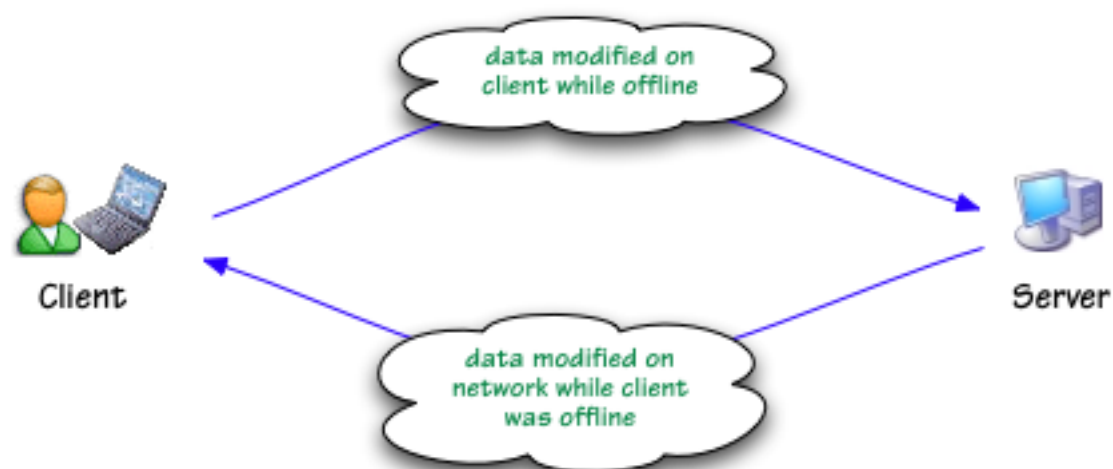 data modified on
client while offline
Client
Server
data modified on
network while client
was offline